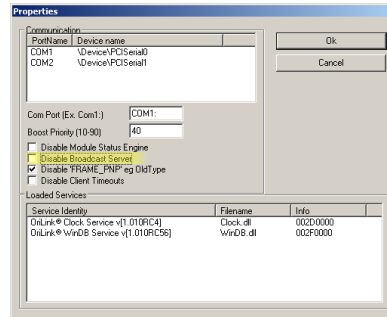 Properties
Communication
PortName Device name
COM1 \Device\PCISerial0
COM2 \Device\PCISerial1
Ok
Cancel
Com Port (Ex. Com1:) COM1:
Boost Priority (10-90) 40
Disable Module Status Engine
Disable Broadcast Server
Disable 'FRAME_PNP' eg OldType
Disable Client Timeouts
Loaded Services
Service Identity Filename Info
OriLink® Clock Service v[1.010RC4] Clock.dll 002D0000
OriLink® WinDB Service v[1.010RC56] WinDB.dll 002F0000